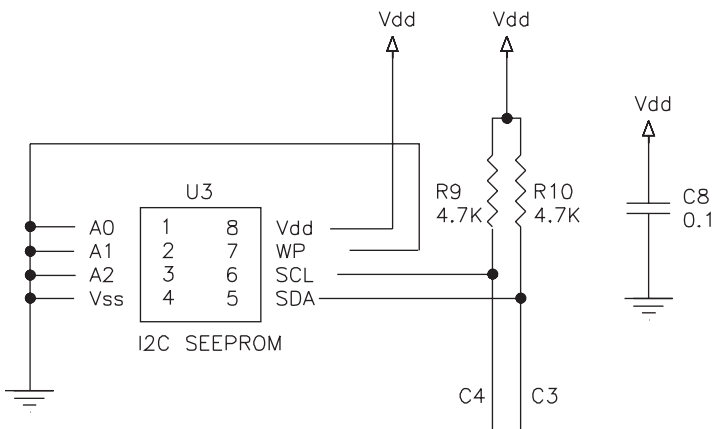 Vdd
Vdd
Vdd
U3
R9
4.7K
R10
4.7K
C8
0.1
A0 1 8 Vdd
A1 2 7 WP
A2 3 6 SCL
Vss 4 5 SDA
I2C SEEPROM
C4
C3